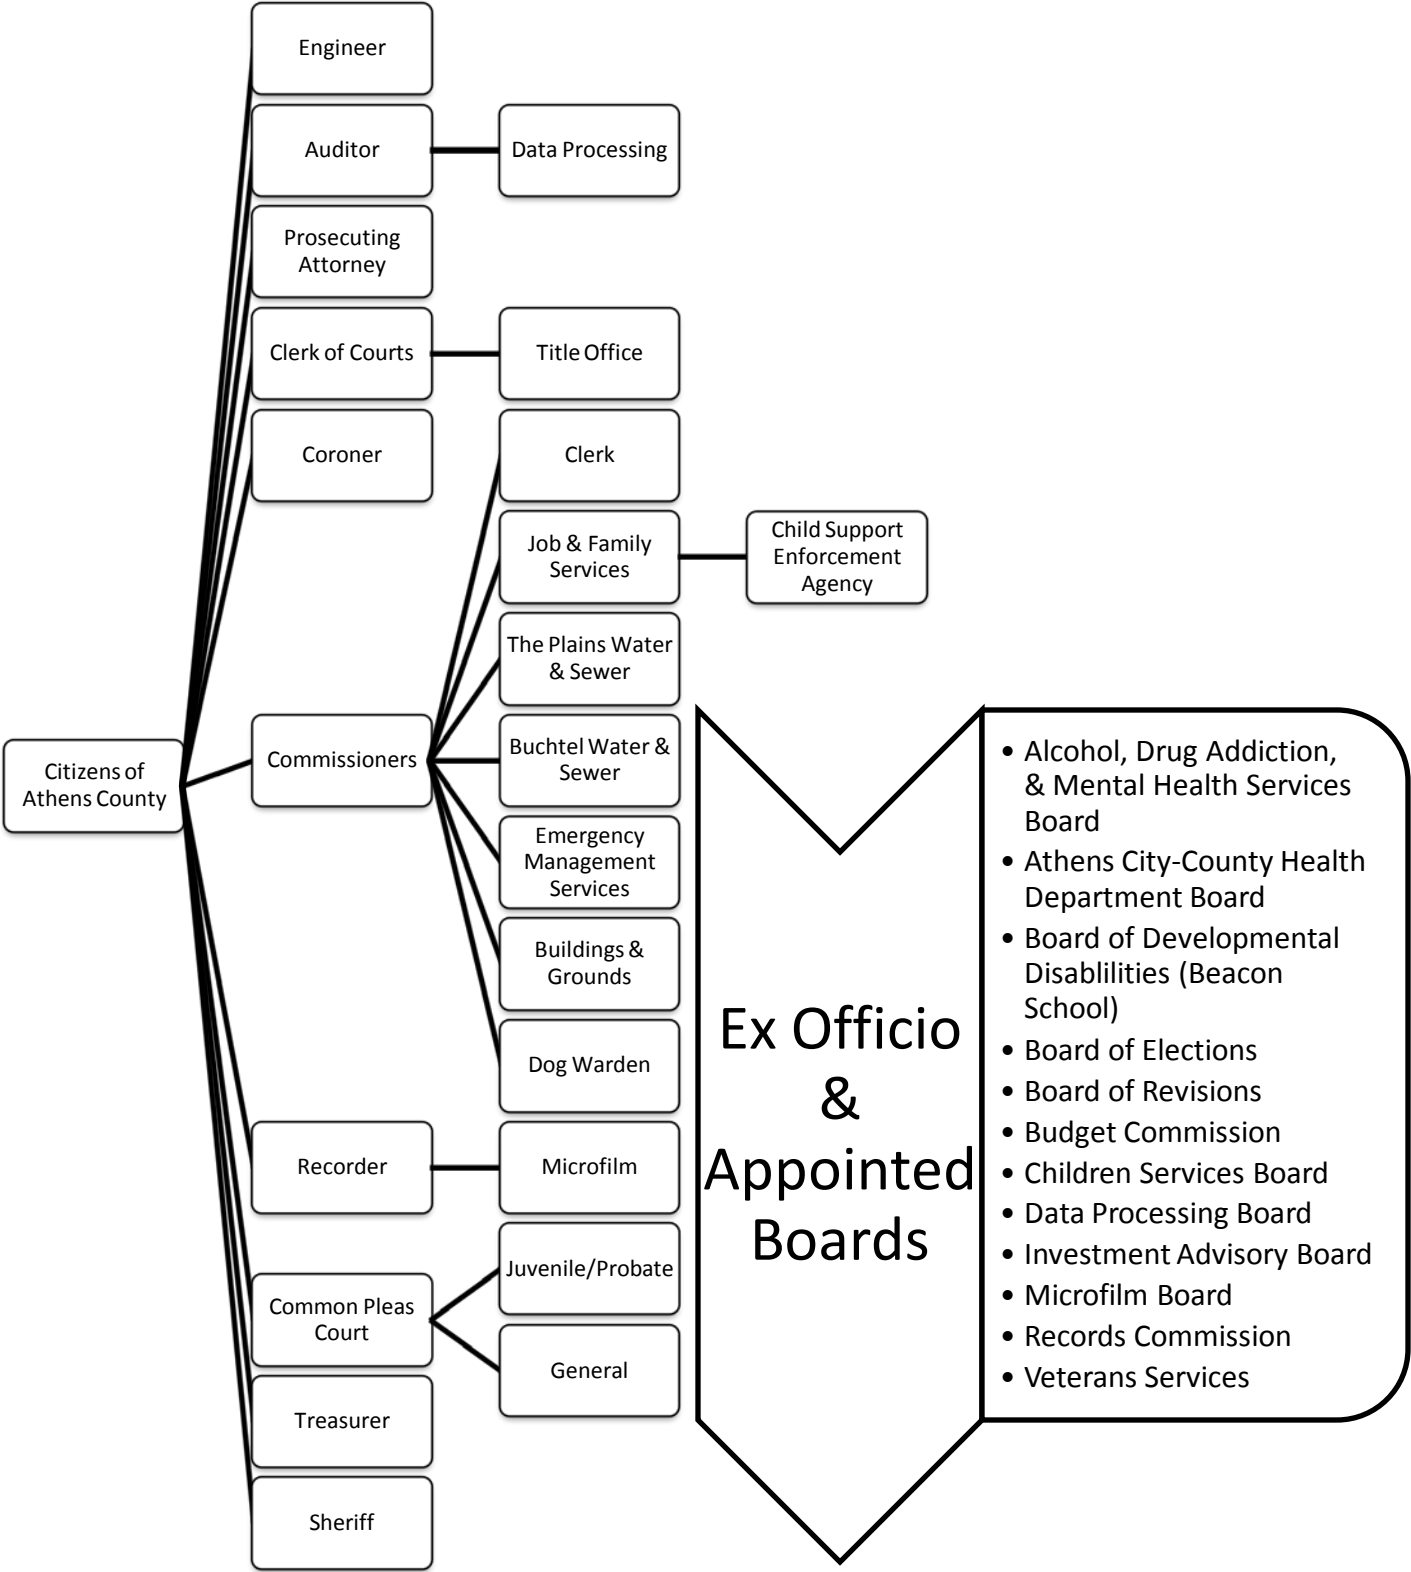 Engineer
Auditor
Data Processing
Prosecuting
Attorney
Clerk of Courts
Title Office
Coroner
Clerk
Job & Family
Services
Child Support
Enforcement
Agency
The Plains Water
& Sewer
Citizens of
Athens County
Commissioners
Buchtel Water &
Sewer
Emergency
Management
Services
Buildings &
Grounds
Dog Warden
Recorder
Microfilm
Common Pleas
Court
Juvenile/Probate
General
Treasurer
Sheriff
Ex Officio
&
Appointed
Boards
• Alcohol, Drug Addiction,
& Mental Health Services
Board
• Athens City-County Health
Department Board
• Board of Developmental
Disablilities (Beacon
School)
• Board of Elections
• Board of Revisions
• Budget Commission
• Children Services Board
• Data Processing Board
• Investment Advisory Board
• Microfilm Board
• Records Commission
• Veterans Services